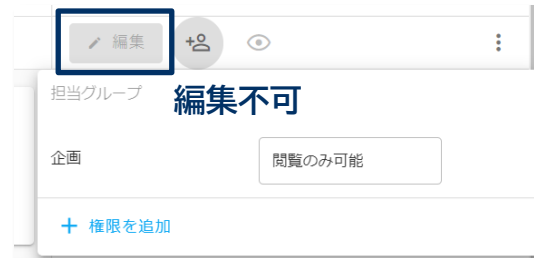 編集
担当グループ
編集不可
企画
閲覧のみ可能
+ 権限を追加